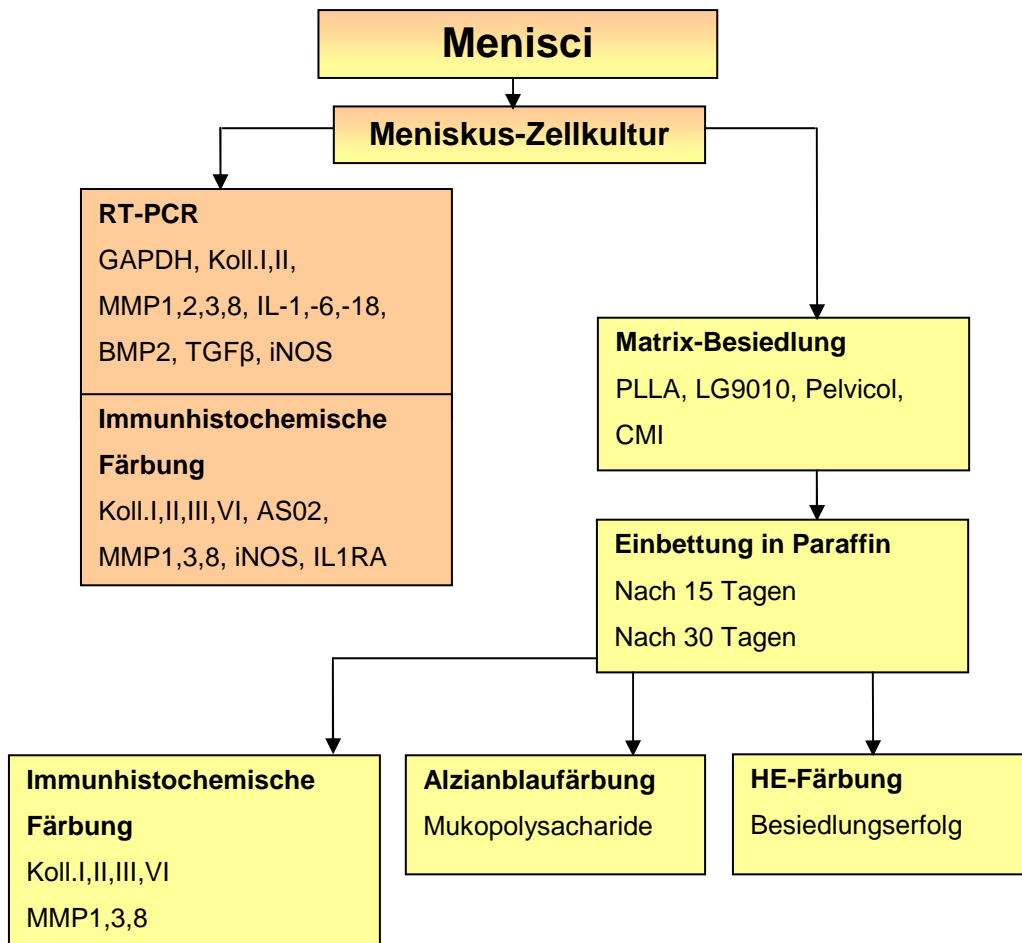 Menisci
Meniskus-Zellkultur
RT-PCR
GAPDH, Koll.I,II,
MMP1,2,3,8, IL-1,-6,-18,
BMP2, TGFβ, iNOS
Immunhistochemische
Färbung
Koll.I,II,III,VI, AS02,
MMP1,3,8, iNOS, IL1RA
Matrix-Besiedlung
PLLA, LG9010, Pelvicol,
CMI
Einbettung in Paraffin
Nach 15 Tagen
Nach 30 Tagen
Immunhistochemische
Färbung
Koll.I,II,III,VI
MMP1,3,8
Alzianblaufärbung
Mukopolysacharide
HE-Färbung
Besiedlungserfolg